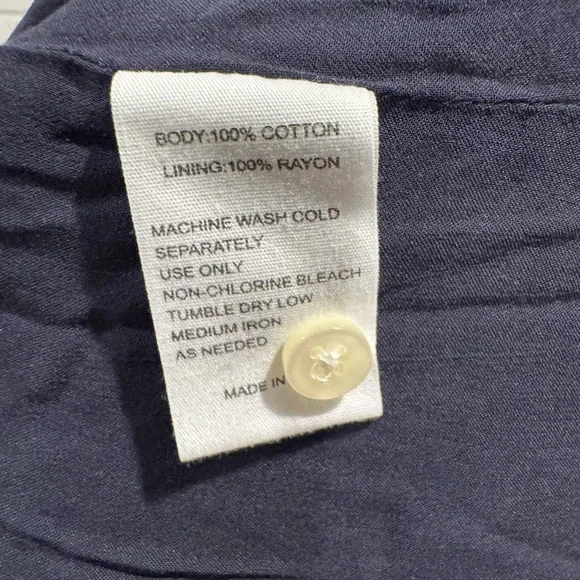 BODY:100% COTTON
LINING:100% RAYON
MACHINE WASH COLD
SEPARATELY
USE ONLY
NON-CHLORINE BLEACH
TUMBLE DRY LOW
MEDIUM IRON
AS NEEDED
MADE IN